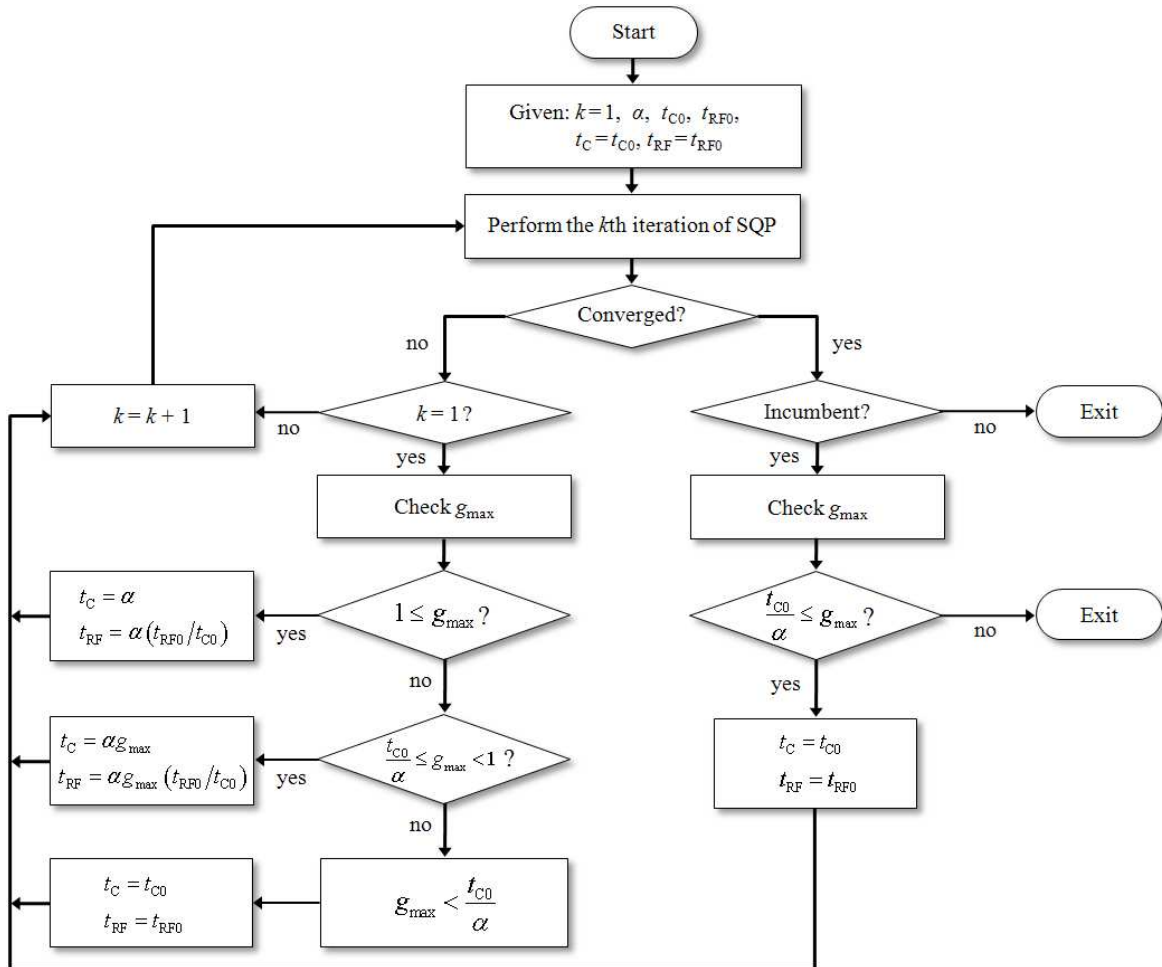 Start
Given: k = 1, α, t_C0, t_RF0,
t_C = t_C0, t_RF = t_RF0
Perform the kth iteration of SQP
Converged?
no
yes
k = k + 1
no
k = 1?
Incumbent?
no
Exit
yes
yes
Check g_max
Check g_max
t_C = α
t_RF = α(t_RF0/t_C0)
yes
1 ≤ g_max ?
t_C0/α ≤ g_max ?
no
Exit
no
yes
t_C = αg_max
t_RF = αg_max (t_RF0/t_C0)
yes
t_C0/α ≤ g_max < 1 ?
t_C = t_C0
t_RF = t_RF0
no
t_C = t_C0
t_RF = t_RF0
g_max < t_C0/α